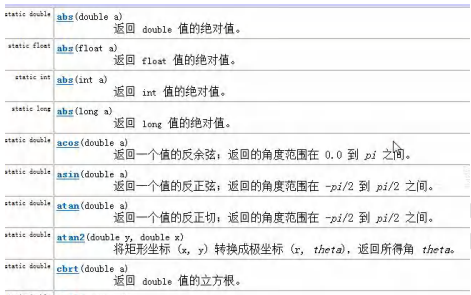 static double abs(double a)
返回 double 值的绝对值。
static float abs(float a)
返回 float 值的绝对值。
static int abs(int a)
返回 int 值的绝对值。
static long abs(long a)
返回 long 值的绝对值。
static double acos(double a)
返回一个值的反余弦；返回的角度范围在 0.0 到 pi 之间。
static double asin(double a)
返回一个值的反正弦；返回的角度范围在 -pi/2 到 pi/2 之间。
static double atan(double a)
返回一个值的反正切；返回的角度范围在 -pi/2 到 pi/2 之间。
static double atan2(double y, double x)
将矩形坐标 (x, y) 转换成极坐标 (r, theta)，返回所得角 theta。
static double cbrt(double a)
返回 double 值的立方根。